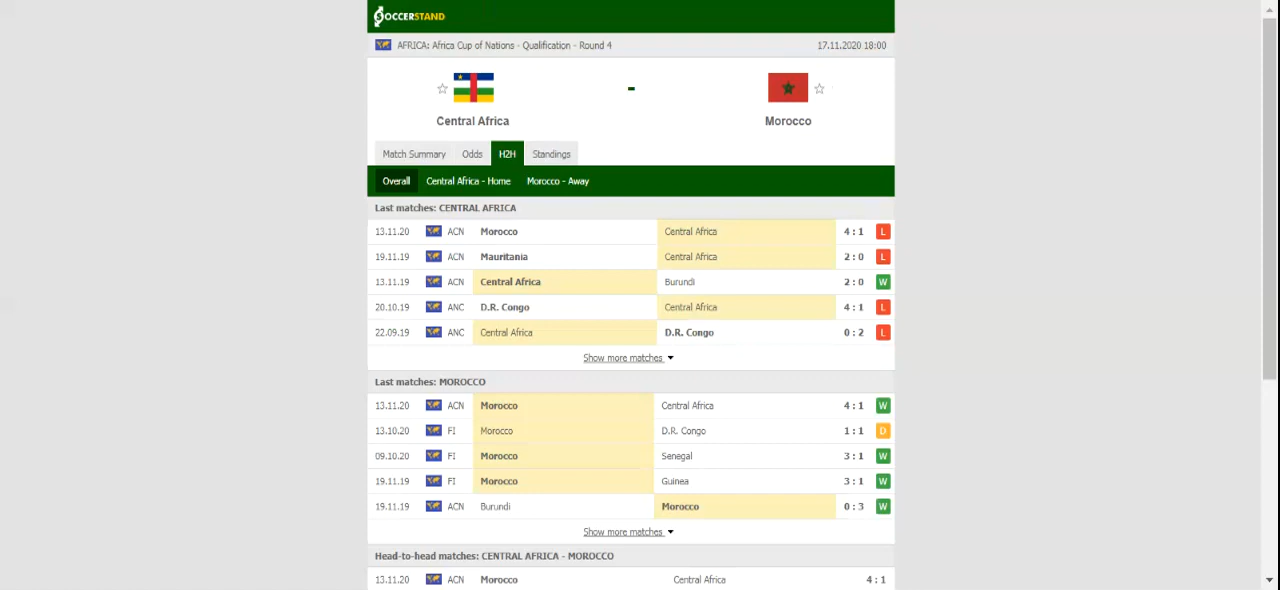 SOCCERSTAND
AFRICA: Africa Cup of Nations - Qualification - Round 4 17.11.2020 18:00
-
Central Africa Morocco
Match Summary Odds H2H Standings
Overall Central Africa - Home Morocco - Away
Last matches: CENTRAL AFRICA
13.11.20 ACN Morocco Central Africa 4 : 1 L
19.11.19 ACN Mauritania Central Africa 2 : 0 L
13.11.19 ACN Central Africa Burundi 2 : 0 W
20.10.19 ANC D.R. Congo Central Africa 4 : 1 L
22.09.19 ANC Central Africa D.R. Congo 0 : 2 L
Show more matches
Last matches: MOROCCO
13.11.20 ACN Morocco Central Africa 4 : 1 W
13.10.20 FI Morocco D.R. Congo 1 : 1 D
09.10.20 FI Morocco Senegal 3 : 1 W
19.11.19 FI Morocco Guinea 3 : 1 W
19.11.19 ACN Burundi Morocco 0 : 3 W
Show more matches
Head-to-head matches: CENTRAL AFRICA - MOROCCO
13.11.20 ACN Morocco Central Africa 4 : 1